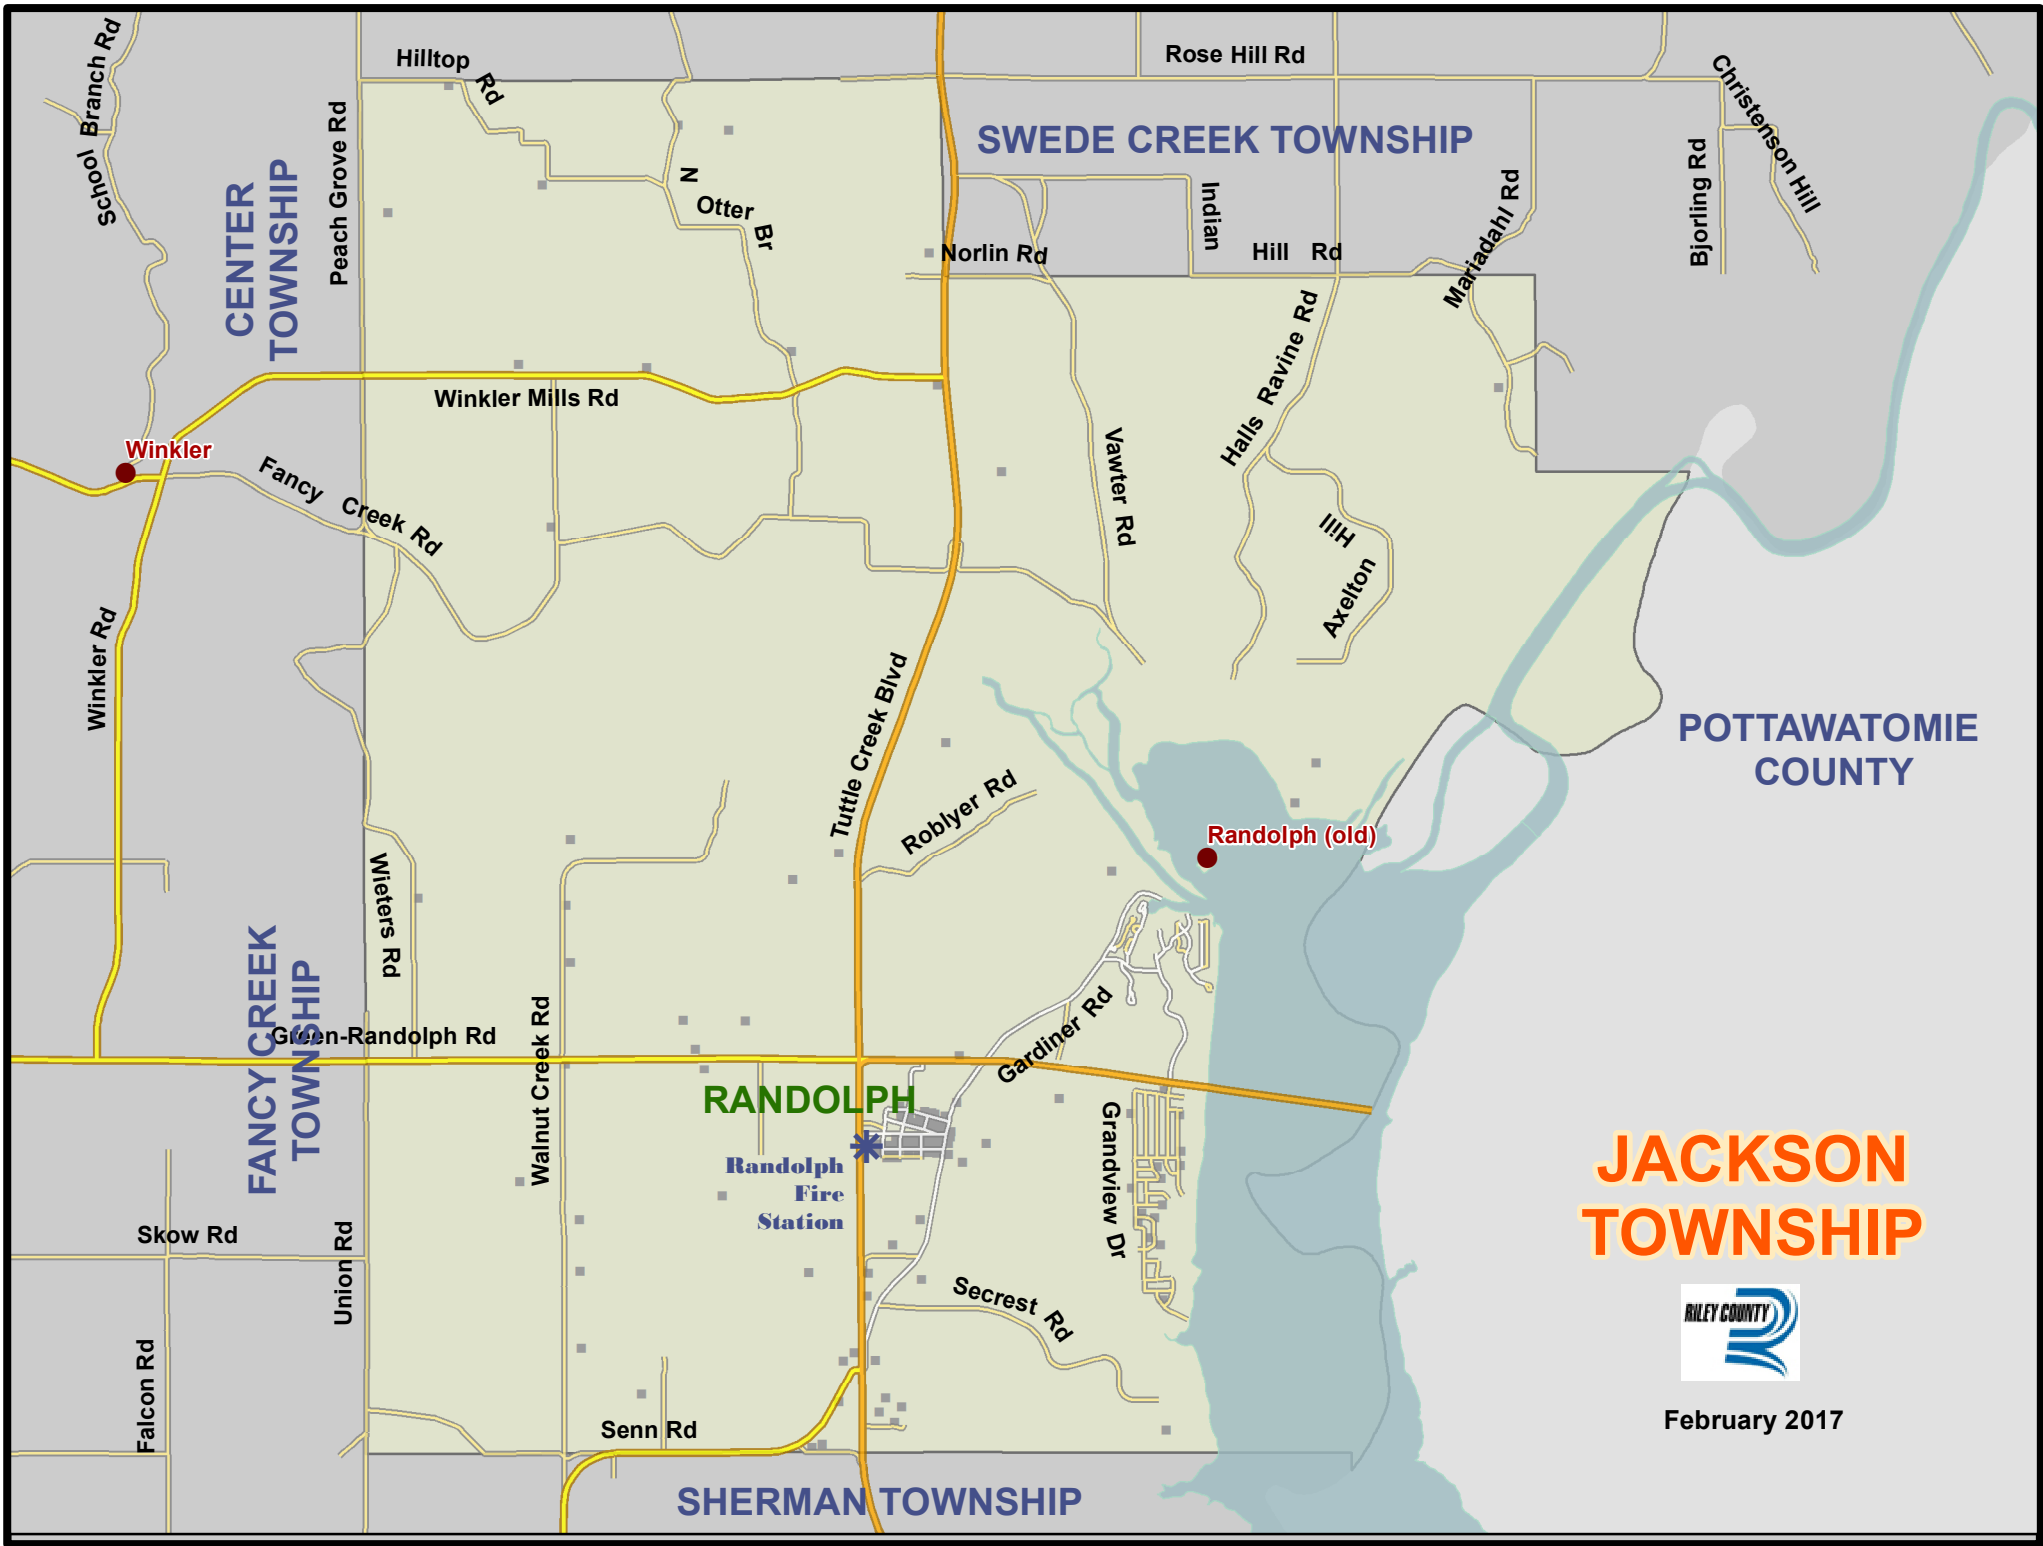 School Branch Rd
Hilltop Rd
Rose Hill Rd
Christenson Hill
Peach Grove Rd
SWEDE CREEK TOWNSHIP
CENTER
TOWNSHIP
N Otter Br
Indian Hill Rd
Norlin Rd
Mariadahl Rd
Bjorling Rd
Halls Ravine Rd
Winkler Mills Rd
Winkler
Fancy Creek Rd
Vawter Rd
Axelton Hill
Winkler Rd
Tuttle Creek Blvd
POTTAWATOMIE
COUNTY
Roblyer Rd
Randolph (old)
Wieters Rd
FANCY CREEK
TOWNSHIP
Green-Randolph Rd
Walnut Creek Rd
Gardiner Rd
RANDOLPH
Randolph
Fire
Station
Grandview Dr
JACKSON
TOWNSHIP
Skow Rd
Union Rd
Secrest Rd
RILEY COUNTY
Falcon Rd
Senn Rd
February 2017
SHERMAN TOWNSHIP